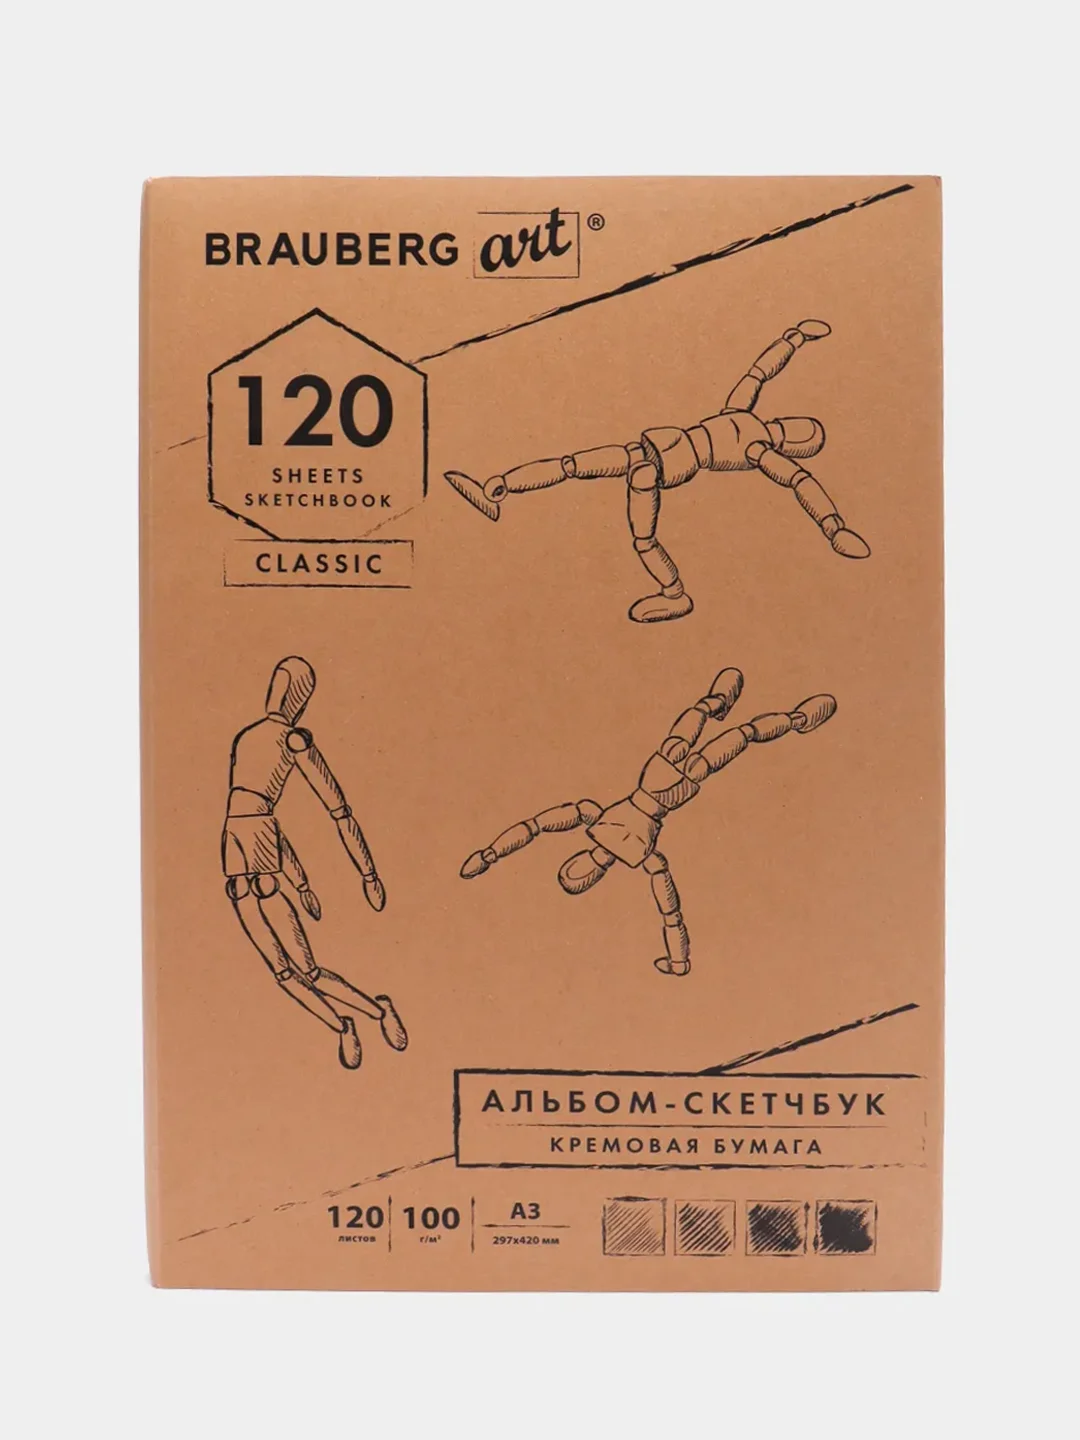 BRAUBERG art ®
120
SHEETS
SKETCHBOOK
CLASSIC
АЛЬБОМ-СКЕТЧБУК
КРЕМОВАЯ БУМАГА
120 листов
100 г/м²
А3
297х420 мм